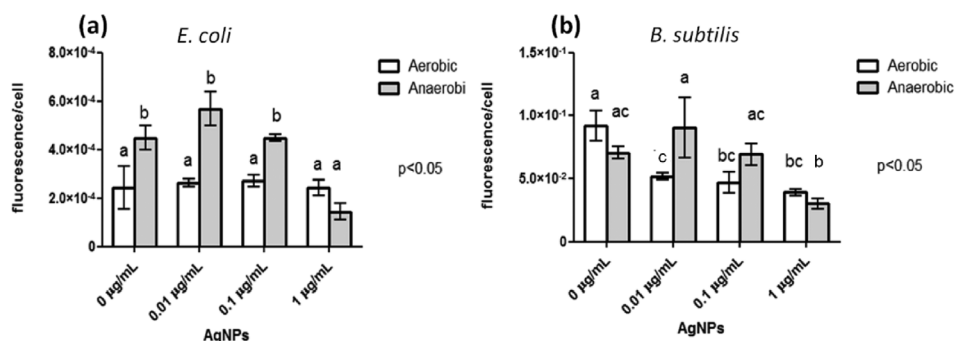 (a)
E. coli
8.0×10⁻⁴
6.0×10⁻⁴
4.0×10⁻⁴
2.0×10⁻⁴
0
fluorescence/cell
a b a b a b a a
0 µg/mL
0.01 µg/mL
0.1 µg/mL
1 µg/mL
AgNPs
Aerobic
Anaerobi
p<0.05
(b)
B. subtilis
1.5×10⁻¹
1.0×10⁻¹
5.0×10⁻²
0
fluorescence/cell
a ac c a bc ac bc b
0 µg/mL
0.01 µg/mL
0.1 µg/mL
1 µg/mL
AgNPs
Aerobic
Anaerobic
p<0.05